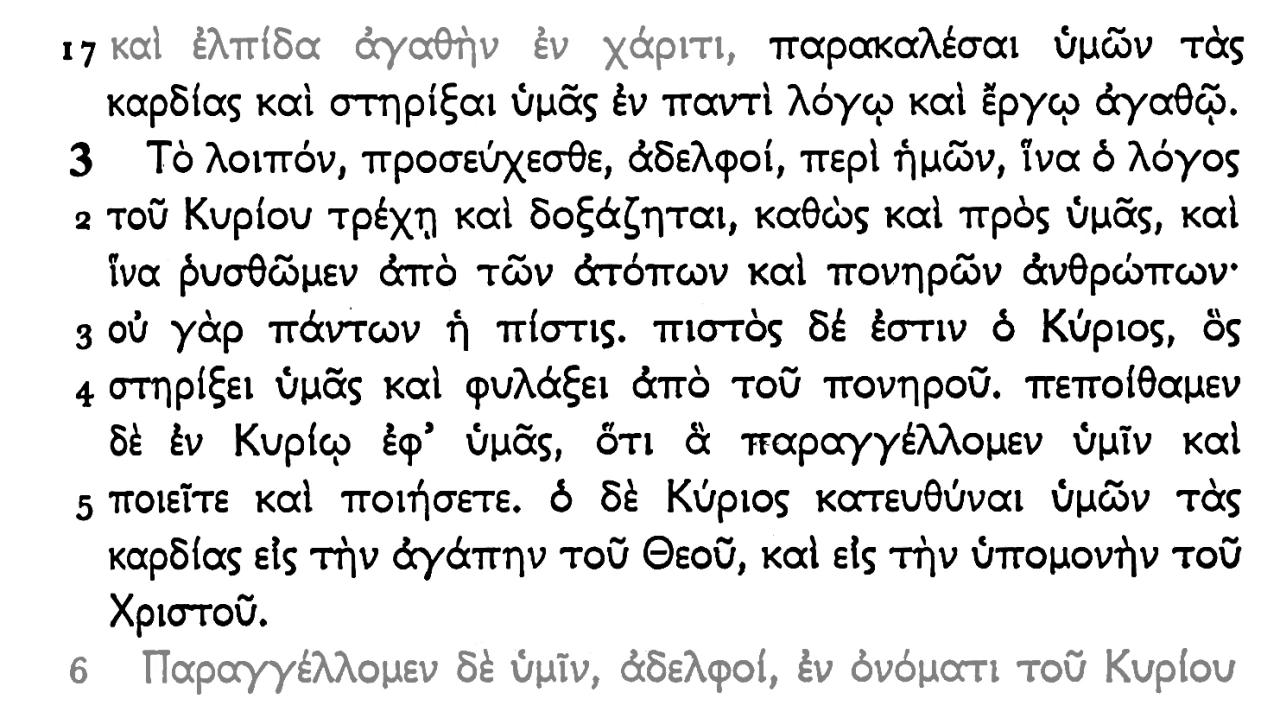 17 καὶ ἐλπίδα ἀγαθὴν ἐν χάριτι, παρακαλέσαι ὑμῶν τὰς
καρδίας καὶ στηρίξαι ὑμᾶς ἐν παντὶ λόγῳ καὶ ἔργῳ ἀγαθῷ.
3 Τὸ λοιπόν, προσεύχεσθε, ἀδελφοί, περὶ ἡμῶν, ἵνα ὁ λόγος
2 τοῦ Κυρίου τρέχῃ καὶ δοξάζηται, καθὼς καὶ πρὸς ὑμᾶς, καὶ
ἵνα ῥυσθῶμεν ἀπὸ τῶν ἀτόπων καὶ πονηρῶν ἀνθρώπων·
3 οὐ γὰρ πάντων ἡ πίστις. πιστὸς δέ ἐστιν ὁ Κύριος, ὃς
4 στηρίξει ὑμᾶς καὶ φυλάξει ἀπὸ τοῦ πονηροῦ. πεποίθαμεν
δὲ ἐν Κυρίῳ ἐφ’ ὑμᾶς, ὅτι ἃ παραγγέλλομεν ὑμῖν καὶ
5 ποιεῖτε καὶ ποιήσετε. ὁ δὲ Κύριος κατευθύναι ὑμῶν τὰς
καρδίας εἰς τὴν ἀγάπην τοῦ Θεοῦ, καὶ εἰς τὴν ὑπομονὴν τοῦ
Χριστοῦ.
6 Παραγγέλλομεν δὲ ὑμῖν, ἀδελφοί, ἐν ὀνόματι τοῦ Κυρίου